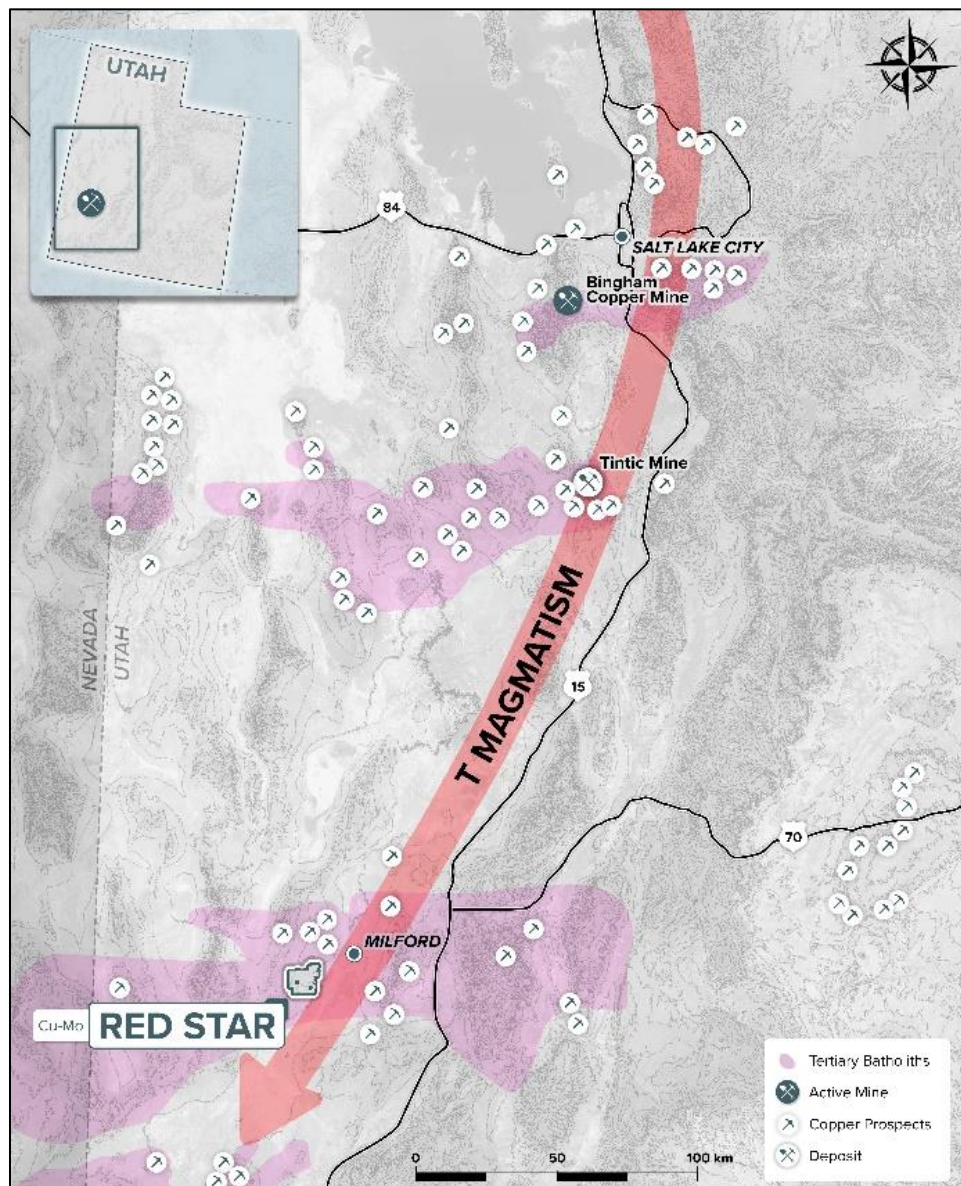 UTAH
84
SALT LAKE CITY
Bingham
Copper Mine
Tintic Mine
T MAGMATISM
NEVADA
UTAH
15
70
MILFORD
Cu-Mo
RED STAR
Tertiary Batholiths
Active Mine
Copper Prospects
Deposit
0
50
100 km